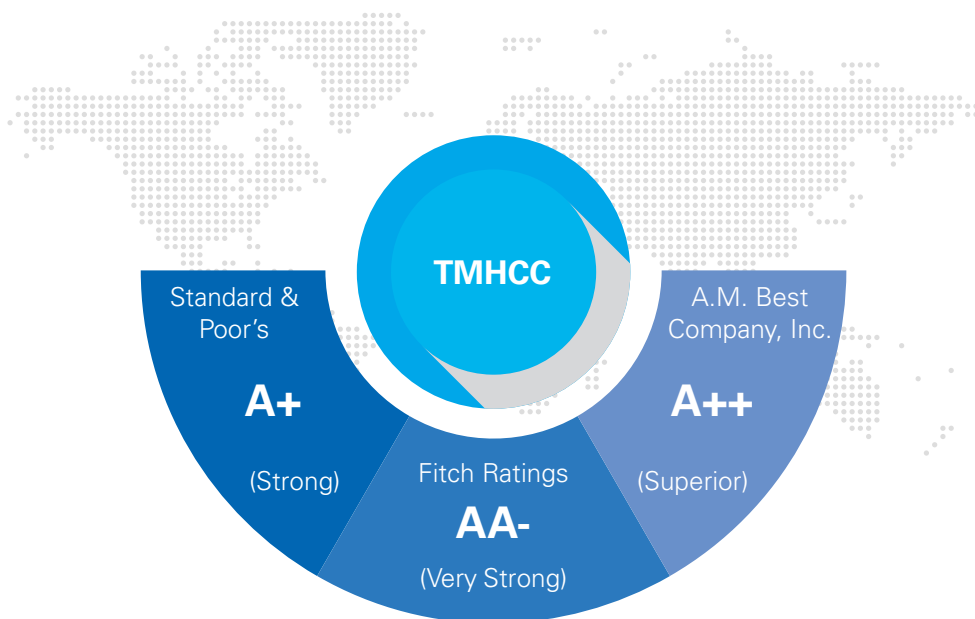 TMHCC
Standard &
Poor's
A+
(Strong)
Fitch Ratings
AA-
(Very Strong)
A.M. Best
Company, Inc.
A++
(Superior)